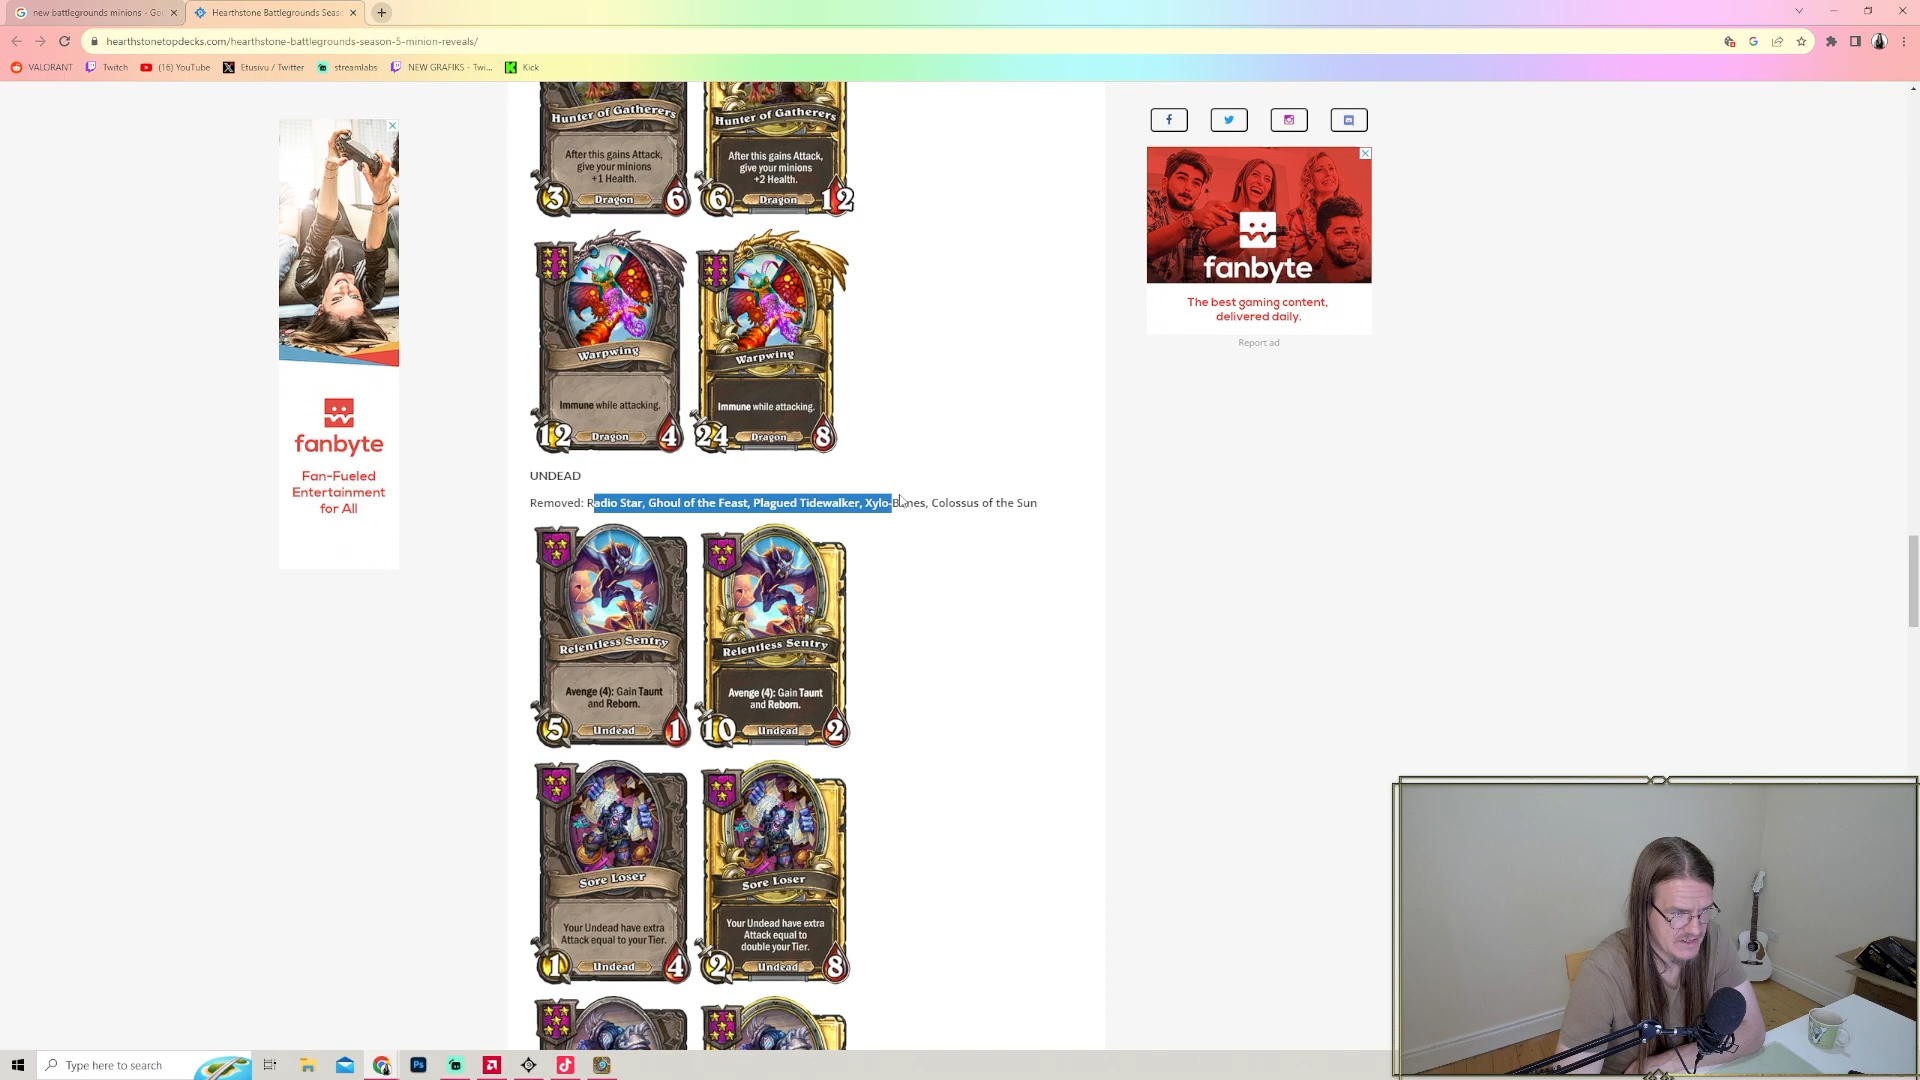 new battlegrounds minions - Go
Hearthstone Battlegrounds Seas
hearthstonetopdecks.com/hearthstone-battlegrounds-season-5-minion-reveals/
VALORANT
Twitch
(16) YouTube
Etusivu / Twitter
streamlabs
NEW GRAFIKS - Twi...
Kick
Hunter of Gatherers
After this gains Attack,
give your minions
+1 Health.
3
Dragon
6
Hunter of Gatherers
After this gains Attack,
give your minions
+2 Health.
6
Dragon
12
Warpwing
Immune while attacking.
12
Dragon
4
Warpwing
Immune while attacking.
24
Dragon
8
UNDEAD
Removed: Radio Star, Ghoul of the Feast, Plagued Tidewalker, Xylo-Bones, Colossus of the Sun
Relentless Sentry
Avenge (4): Gain Taunt
and Reborn.
5
Undead
1
Relentless Sentry
Avenge (4): Gain Taunt
and Reborn.
10
Undead
2
Sore Loser
Your Undead have extra
Attack equal to your Tier.
1
Undead
4
Sore Loser
Your Undead have extra
Attack equal to
double your Tier.
2
Undead
8
fanbyte
Fan-Fueled
Entertainment
for All
fanbyte
The best gaming content,
delivered daily.
Report ad
Type here to search
Ps